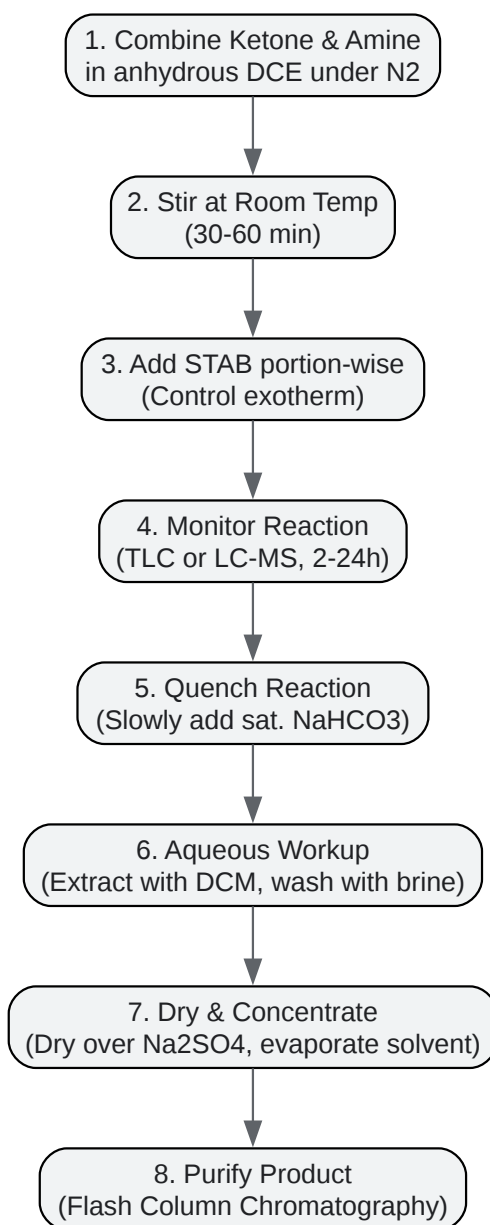 1. Combine Ketone & Amine
in anhydrous DCE under N2
2. Stir at Room Temp
(30-60 min)
3. Add STAB portion-wise
(Control exotherm)
4. Monitor Reaction
(TLC or LC-MS, 2-24h)
5. Quench Reaction
(Slowly add sat. NaHCO3)
6. Aqueous Workup
(Extract with DCM, wash with brine)
7. Dry & Concentrate
(Dry over Na2SO4, evaporate solvent)
8. Purify Product
(Flash Column Chromatography)